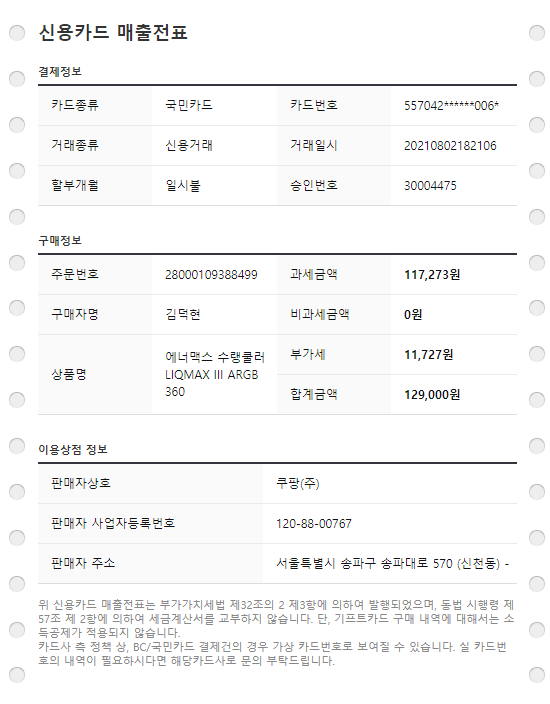 신용카드 매출전표
결제정보
카드종류 국민카드 카드번호 557042******006*
거래종류 신용거래 거래일시 20210802182106
할부개월 일시불 승인번호 30004475
구매정보
주문번호 28000109388499 과세금액 117,273원
구매자명 김덕현 비과세금액 0원
상품명 에너맥스 수랭쿨러 LIQMAX III ARGB 360
부가세 11,727원
합계금액 129,000원
이용상점 정보
판매자상호 쿠팡(주)
판매자 사업자등록번호 120-88-00767
판매자 주소 서울특별시 송파구 송파대로 570 (신천동) -
위 신용카드 매출전표는 부가가치세법 제32조의 2 제3항에 의하여 발행되었으며, 동법 시행령 제
57조 제 2항에 의하여 세금계산서를 교부하지 않습니다. 단, 기프트카드 구매 내역에 대해서는 소
득공제가 적용되지 않습니다.
카드사 측 정책 상, BC/국민카드 결제건의 경우 가상 카드번호로 보여질 수 있습니다. 실 카드번
호의 내역이 필요하시다면 해당카드사로 문의 부탁드립니다.